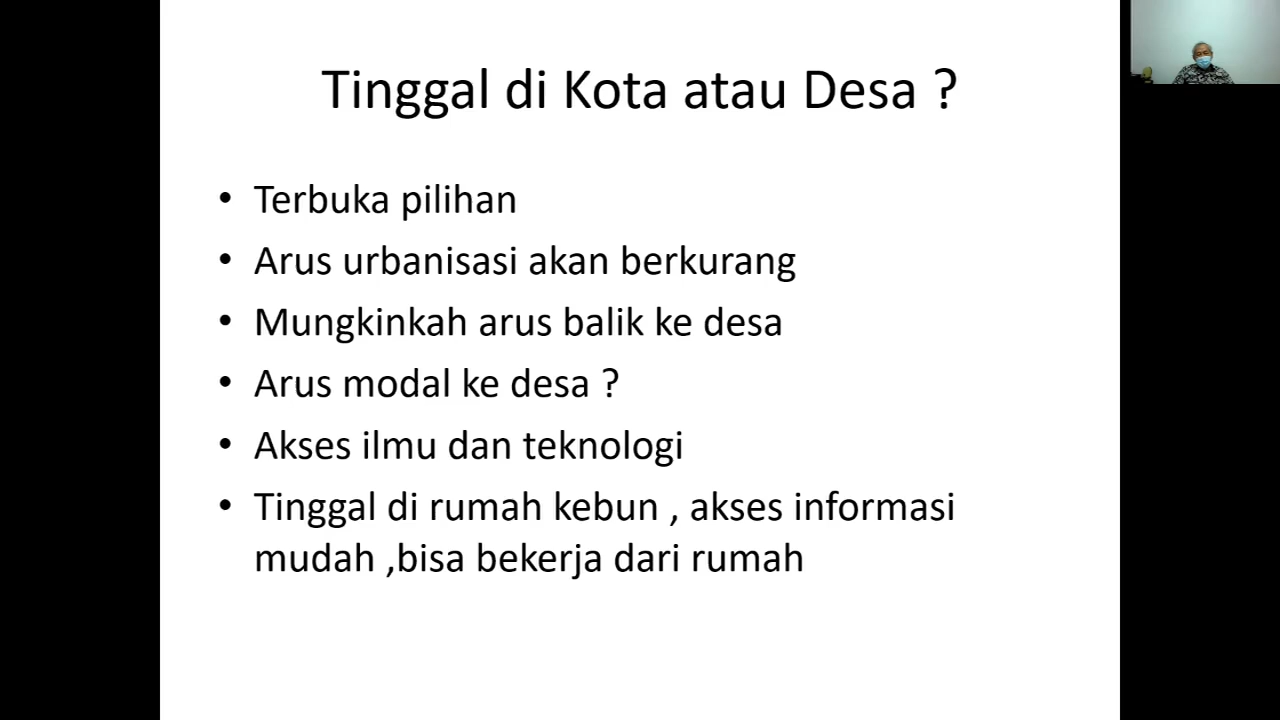 Tinggal di Kota atau Desa ?
• Terbuka pilihan
• Arus urbanisasi akan berkurang
• Mungkinkah arus balik ke desa
• Arus modal ke desa ?
• Akses ilmu dan teknologi
• Tinggal di rumah kebun , akses informasi
mudah ,bisa bekerja dari rumah